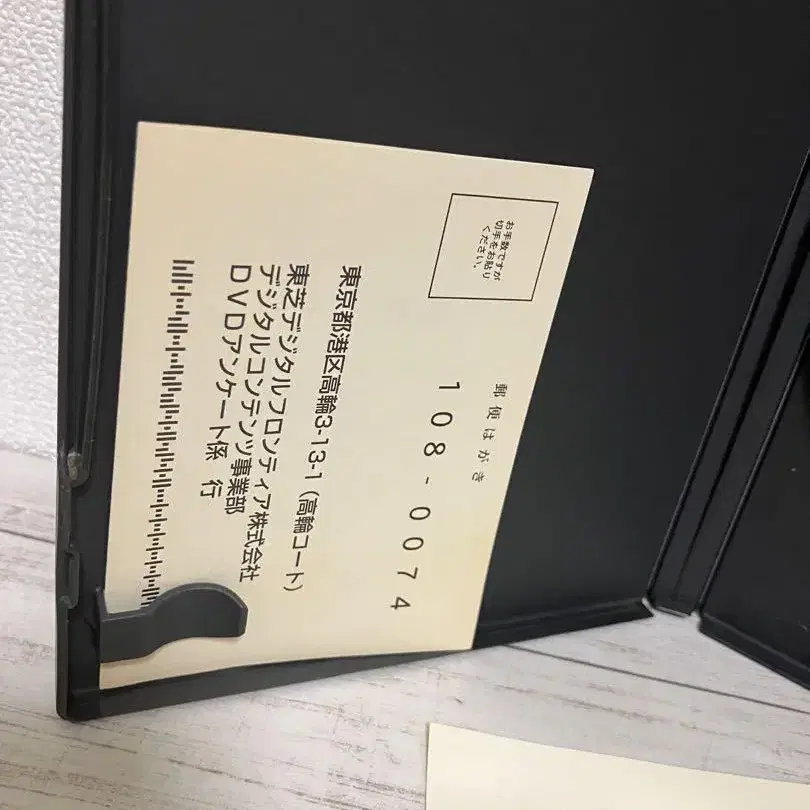 お手数ですが
切手をお貼り
ください。
郵便はがき
108-0074
東京都港区高輪3-13-1（高輪コート）
東芝デジタルフロンティア株式会社
デジタルコンテンツ事業部
DVDアンケート係 行